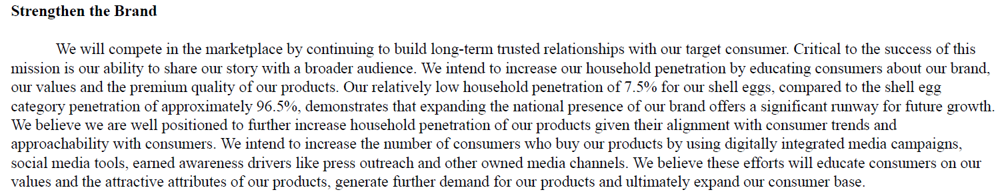 Strengthen the Brand
We will compete in the marketplace by continuing to build long-term trusted relationships with our target consumer. Critical to the success of this
mission is our ability to share our story with a broader audience. We intend to increase our household penetration by educating consumers about our brand,
our values and the premium quality of our products. Our relatively low household penetration of 7.5% for our shell eggs, compared to the shell egg
category penetration of approximately 96.5%, demonstrates that expanding the national presence of our brand offers a significant runway for future growth.
We believe we are well positioned to further increase household penetration of our products given their alignment with consumer trends and
approachability with consumers. We intend to increase the number of consumers who buy our products by using digitally integrated media campaigns,
social media tools, earned awareness drivers like press outreach and other owned media channels. We believe these efforts will educate consumers on our
values and the attractive attributes of our products, generate further demand for our products and ultimately expand our consumer base.